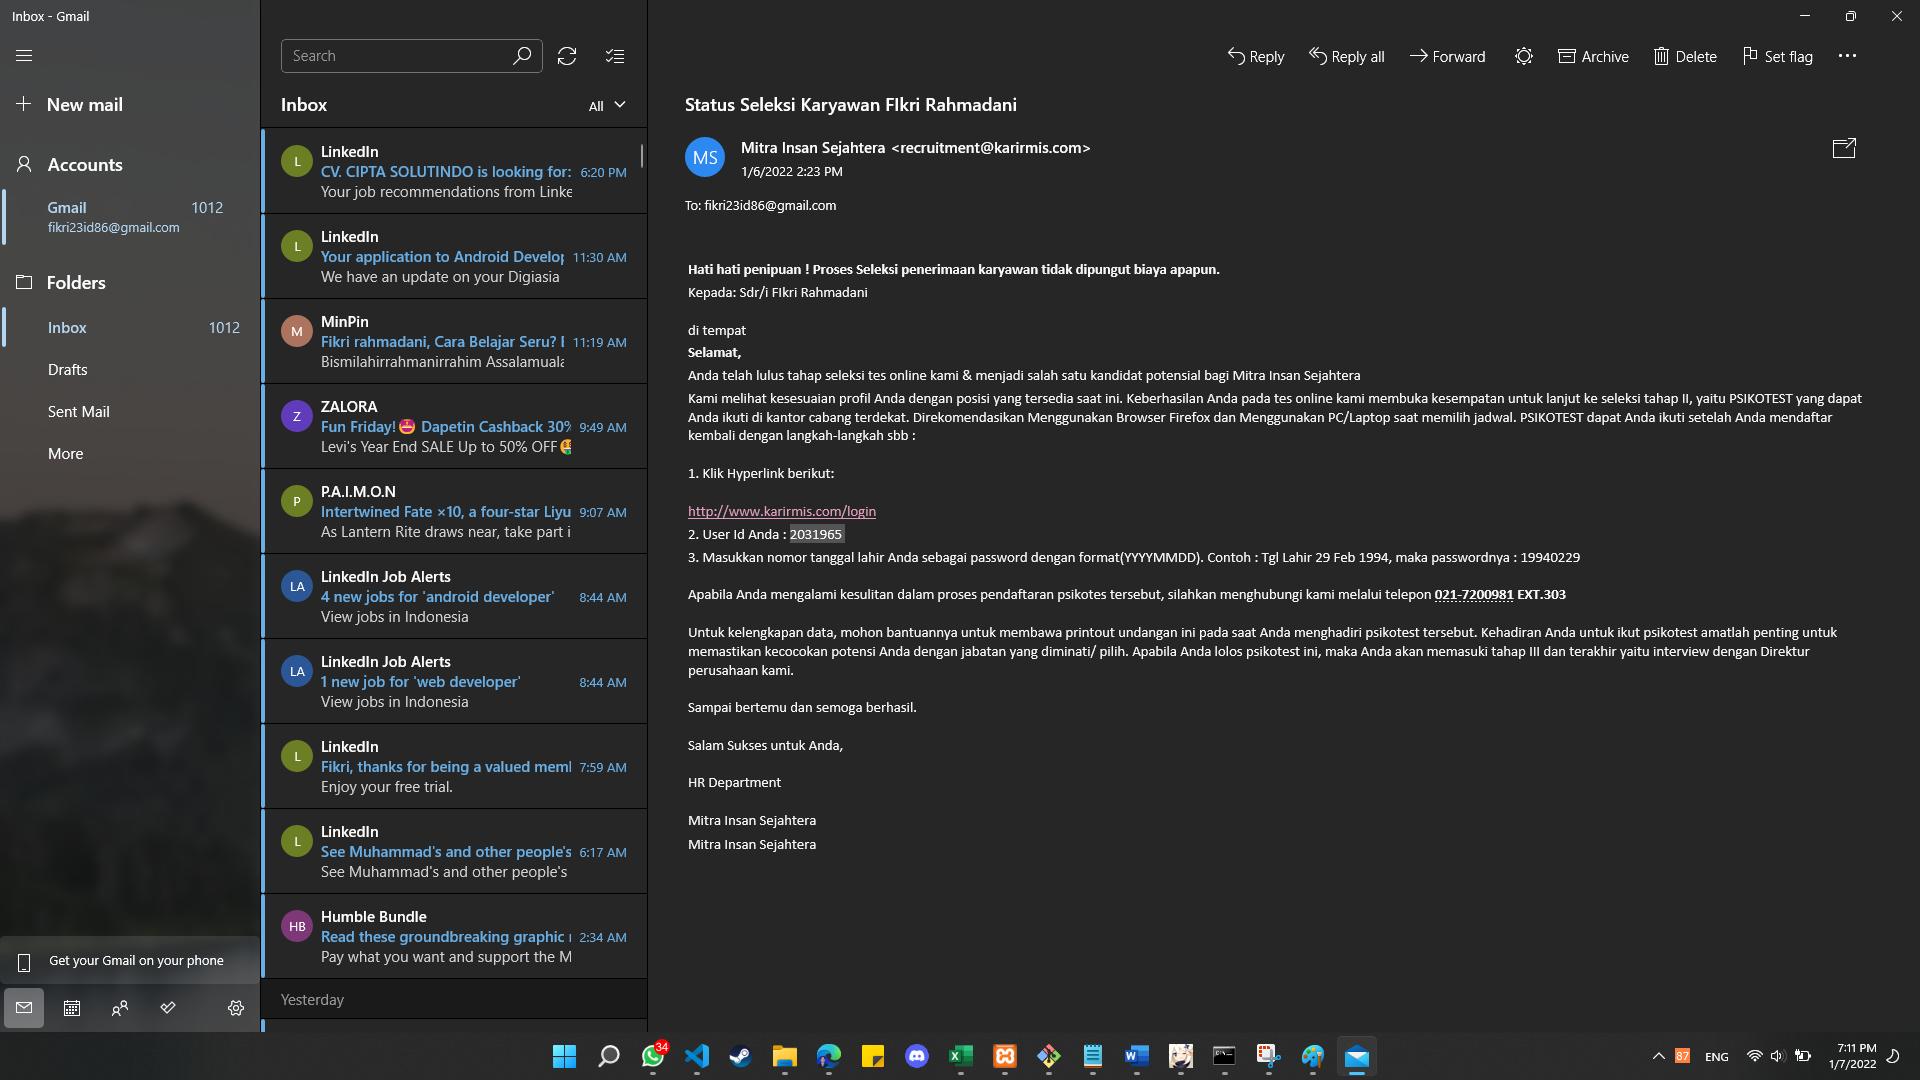 Inbox - Gmail
Search
Reply
Reply all
Forward
Archive
Delete
Set flag
New mail
Accounts
Gmail 1012
fikri23id86@gmail.com
Folders
Inbox 1012
Drafts
Sent Mail
More
Get your Gmail on your phone
Inbox
All
L
LinkedIn
CV. CIPTA SOLUTINDO is looking for: 6:20 PM
Your job recommendations from Linke
L
LinkedIn
Your application to Android Develop 11:30 AM
We have an update on your Digiasia
M
MinPin
Fikri rahmadani, Cara Belajar Seru? 11:19 AM
Bismilahirrahmanirrahim Assalamuala
Z
ZALORA
Fun Friday!🤩 Dapetin Cashback 30% 9:49 AM
Levi's Year End SALE Up to 50% OFF🤑
P
P.A.I.M.O.N
Intertwined Fate ×10, a four-star Liyu 9:07 AM
As Lantern Rite draws near, take part i
LA
LinkedIn Job Alerts
4 new jobs for 'android developer' 8:44 AM
View jobs in Indonesia
LA
LinkedIn Job Alerts
1 new job for 'web developer' 8:44 AM
View jobs in Indonesia
L
LinkedIn
Fikri, thanks for being a valued meml 7:59 AM
Enjoy your free trial.
L
LinkedIn
See Muhammad's and other people's 6:17 AM
See Muhammad's and other people's
HB
Humble Bundle
Read these groundbreaking graphic 2:34 AM
Pay what you want and support the M
Yesterday
Status Seleksi Karyawan FIkri Rahmadani
MS
Mitra Insan Sejahtera <recruitment@karirmis.com>
1/6/2022 2:23 PM
To: fikri23id86@gmail.com
Hati hati penipuan ! Proses Seleksi penerimaan karyawan tidak dipungut biaya apapun.
Kepada: Sdr/i FIkri Rahmadani
di tempat
Selamat,
Anda telah lulus tahap seleksi tes online kami & menjadi salah satu kandidat potensial bagi Mitra Insan Sejahtera
Kami melihat kesesuaian profil Anda dengan posisi yang tersedia saat ini. Keberhasilan Anda pada tes online kami membuka kesempatan untuk lanjut ke seleksi tahap II, yaitu PSIKOTEST yang dapat
Anda ikuti di kantor cabang terdekat. Direkomendasikan Menggunakan Browser Firefox dan Menggunakan PC/Laptop saat memilih jadwal. PSIKOTEST dapat Anda ikuti setelah Anda mendaftar
kembali dengan langkah-langkah sbb :
1. Klik Hyperlink berikut:
http://www.karirmis.com/login
2. User Id Anda : 2031965
3. Masukkan nomor tanggal lahir Anda sebagai password dengan format(YYYYMMDD). Contoh : Tgl Lahir 29 Feb 1994, maka passwordnya : 19940229
Apabila Anda mengalami kesulitan dalam proses pendaftaran psikotes tersebut, silahkan menghubungi kami melalui telepon 021-7200981 EXT.303
Untuk kelengkapan data, mohon bantuannya untuk membawa printout undangan ini pada saat Anda menghadiri psikotest tersebut. Kehadiran Anda untuk ikut psikotest amatlah penting untuk
memastikan kecocokan potensi Anda dengan jabatan yang diminati/ pilih. Apabila Anda lolos psikotest ini, maka Anda akan memasuki tahap III dan terakhir yaitu interview dengan Direktur
perusahaan kami.
Sampai bertemu dan semoga berhasil.
Salam Sukses untuk Anda,
HR Department
Mitra Insan Sejahtera
Mitra Insan Sejahtera
34
87
ENG
7:11 PM
1/7/2022